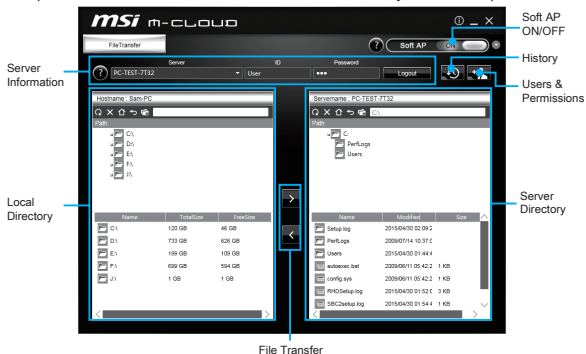 msi M-CLOUD
Soft AP
ON/OFF
FileTransfer
? Soft AP ON
History
Server
Information
Server ID Password
? PC-TEST-7T32 User ••• Logout
Users &
Permissions
Hostname : Sam-PC
Path
C:\
D:\
E:\
F:\
J:\
Servername : PC-TEST-7T32
C:\
Path
C:
PerfLogs
Users
Local
Directory
Server
Directory
Name TotalSize FreeSize
C:\ 120 GB 46 GB
D:\ 733 GB 626 GB
E:\ 199 GB 109 GB
F:\ 699 GB 594 GB
J:\ 1 GB 1 GB
Name Modified Size
Setup.log 2015/04/30 02:09:2
PerfLogs 2009/07/14 10:37:0
Users 2015/04/30 01:44:4
autoexec.bat 2009/06/11 05:42:2 1 KB
config.sys 2009/06/11 05:42:2 1 KB
RHDSetup.log 2015/04/30 01:52:0 3 KB
SBC2setup.log 2015/04/30 01:54:4 1 KB
File Transfer